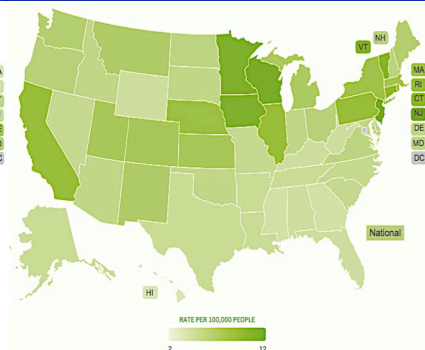 NH
VT
MA
RI
CT
NJ
DE
MD
DC
National
HI
RATE PER 100,000 PEOPLE
2 12